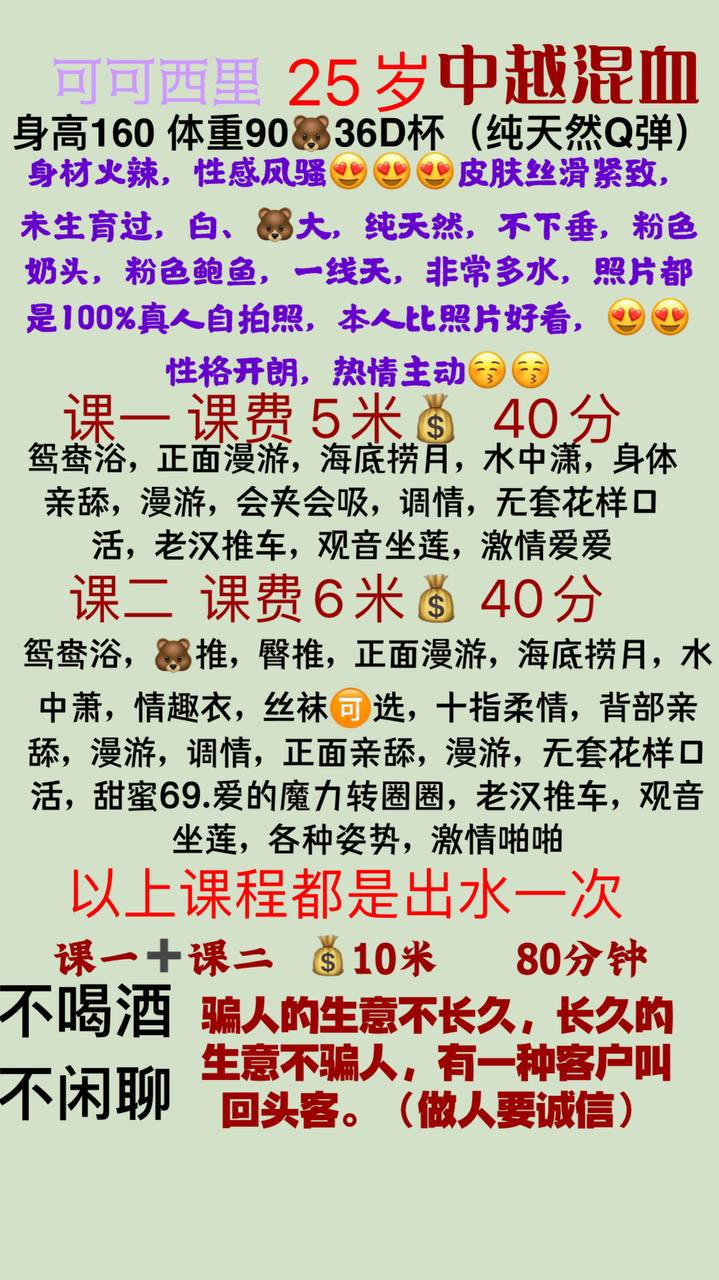 可可西里 25岁中越混血
身高160 体重90🐻36D杯（纯天然Q弹）
身材火辣，性感风骚😍😍😍皮肤丝滑紧致，
未生育过，白、🐻大，纯天然，不下垂，粉色
奶头，粉色鲍鱼，一线天，非常多水，照片都
是100%真人自拍照，本人比照片好看，😍😍
性格开朗，热情主动😚😚
课一 课费 5米💰 40分
鸳鸯浴，正面漫游，海底捞月，水中潇，身体
亲舔，漫游，会夹会吸，调情，无套花样口
活，老汉推车，观音坐莲，激情爱爱
课二 课费6米💰 40分
鸳鸯浴，🐻推，臀推，正面漫游，海底捞月，水
中萧，情趣衣，丝袜🉑选，十指柔情，背部亲
舔，漫游，调情，正面亲舔，漫游，无套花样口
活，甜蜜69.爱的魔力转圈圈，老汉推车，观音
坐莲，各种姿势，激情啪啪
以上课程都是出水一次
课一➕课二 💰10米 80分钟
不喝酒
不闲聊
骗人的生意不长久，长久的
生意不骗人，有一种客户叫
回头客。（做人要诚信）